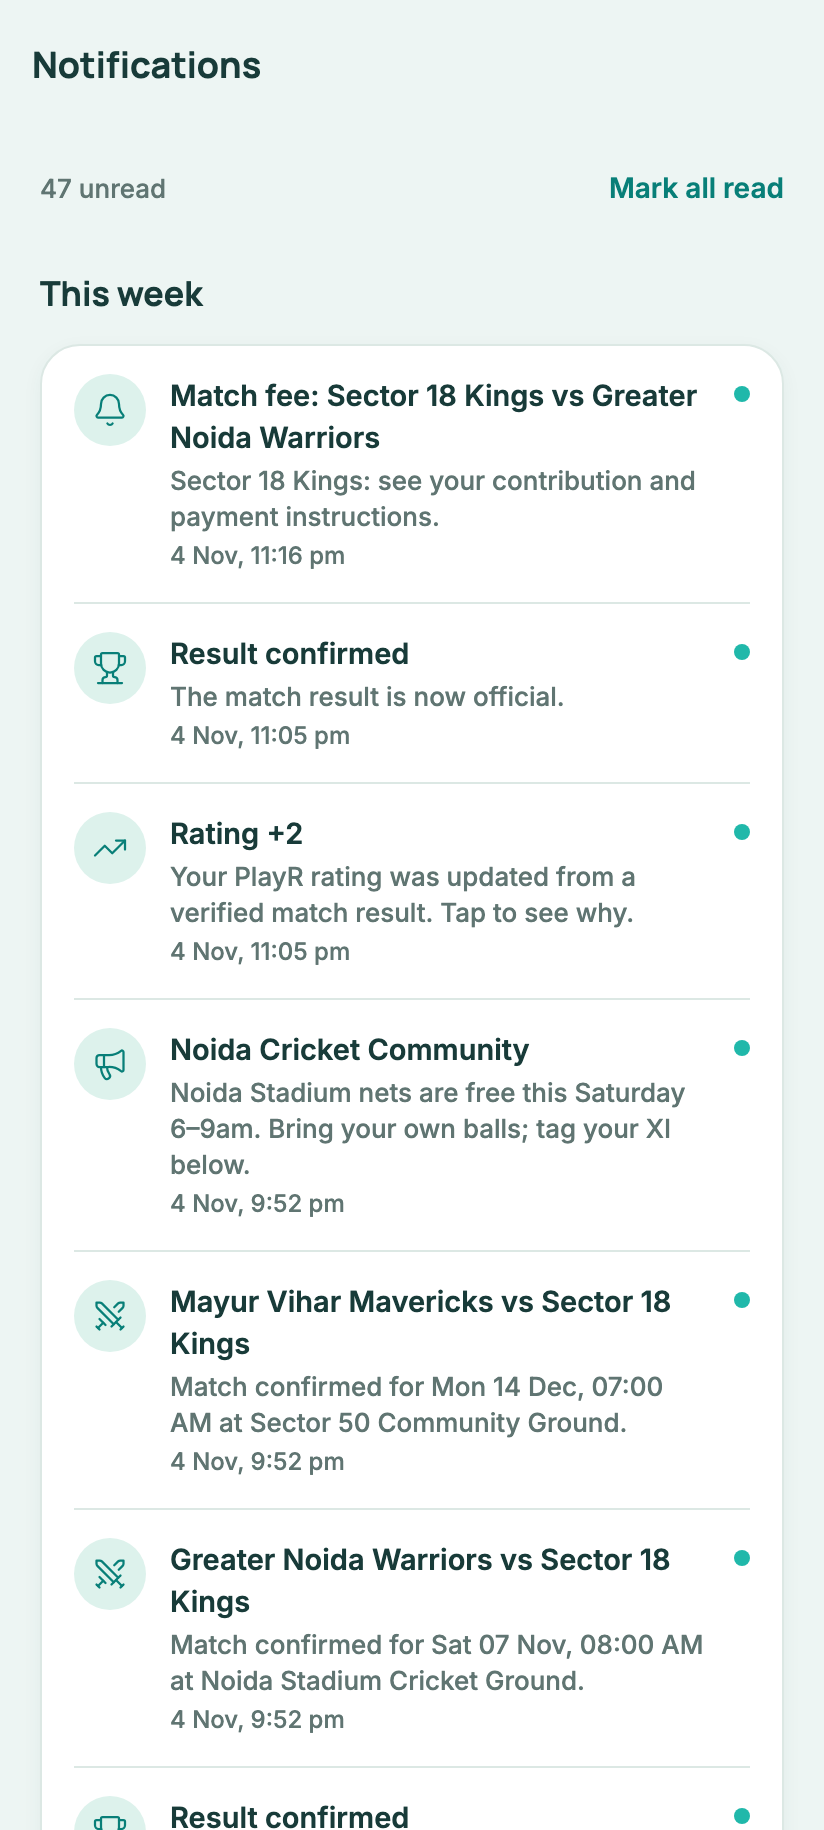 Notifications
47 unread
Mark all read
This week
Match fee: Sector 18 Kings vs Greater
Noida Warriors
Sector 18 Kings: see your contribution and
payment instructions.
4 Nov, 11:16 pm
Result confirmed
The match result is now official.
4 Nov, 11:05 pm
Rating +2
Your PlayR rating was updated from a
verified match result. Tap to see why.
4 Nov, 11:05 pm
Noida Cricket Community
Noida Stadium nets are free this Saturday
6–9am. Bring your own balls; tag your XI
below.
4 Nov, 9:52 pm
Mayur Vihar Mavericks vs Sector 18
Kings
Match confirmed for Mon 14 Dec, 07:00
AM at Sector 50 Community Ground.
4 Nov, 9:52 pm
Greater Noida Warriors vs Sector 18
Kings
Match confirmed for Sat 07 Nov, 08:00 AM
at Noida Stadium Cricket Ground.
4 Nov, 9:52 pm
Result confirmed